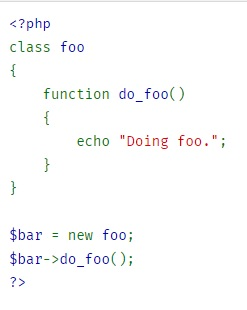 <?php
class foo
{
    function do_foo()
    {
        echo "Doing foo.";
    }
}

$bar = new foo;
$bar->do_foo();
?>